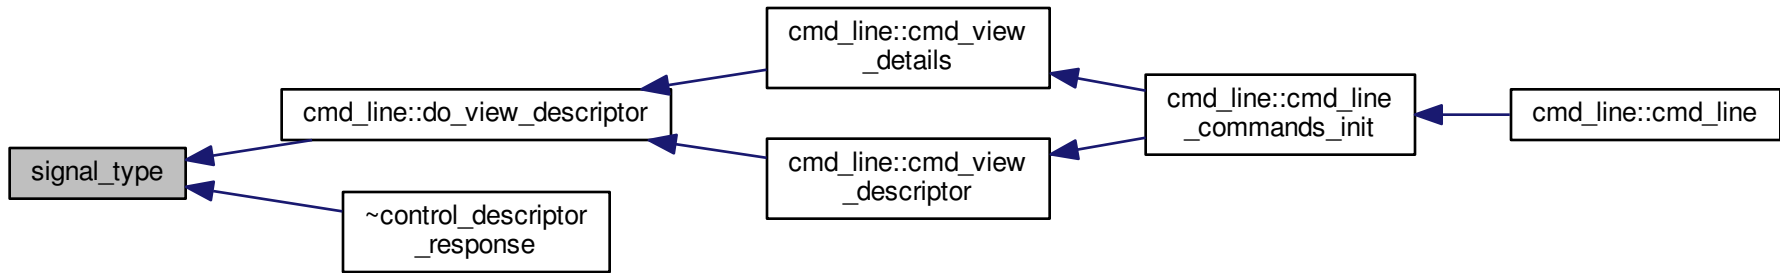 signal_type
cmd_line::do_view_descriptor
~control_descriptor
_response
cmd_line::cmd_view
_details
cmd_line::cmd_view
_descriptor
cmd_line::cmd_line
_commands_init
cmd_line::cmd_line